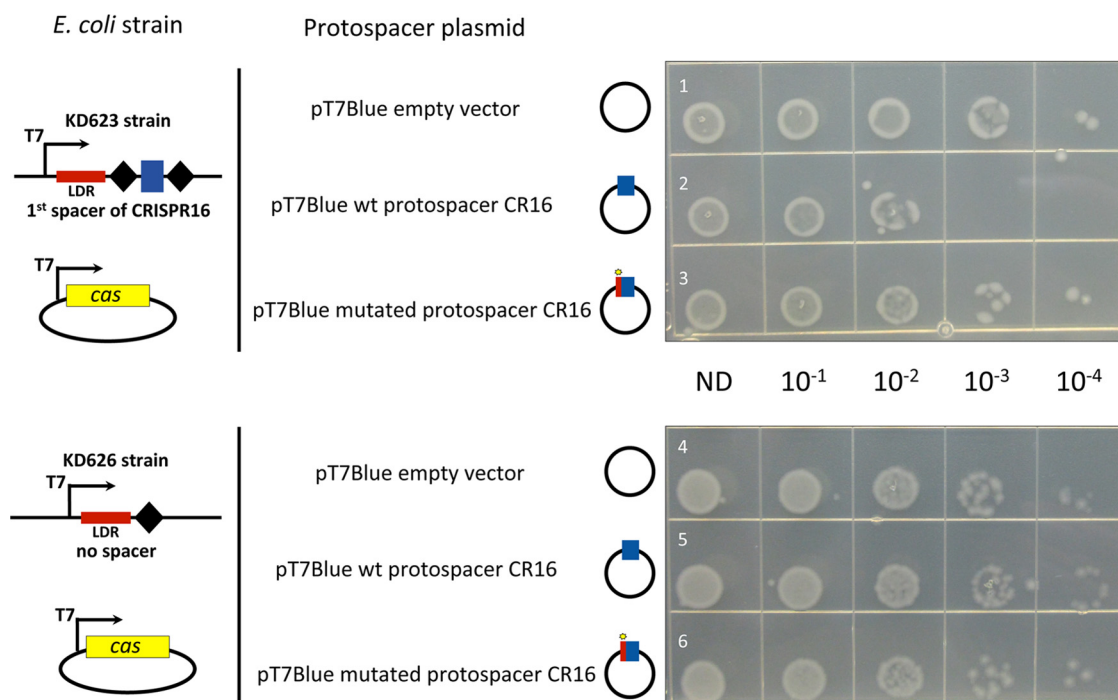 E. coli strain
Protospacer plasmid
KD623 strain
T7
LDR
1st spacer of CRISPR16
T7
cas
pT7Blue empty vector
pT7Blue wt protospacer CR16
pT7Blue mutated protospacer CR16
1
2
3
ND 10-1 10-2 10-3 10-4
KD626 strain
T7
LDR
no spacer
T7
cas
pT7Blue empty vector
pT7Blue wt protospacer CR16
pT7Blue mutated protospacer CR16
4
5
6